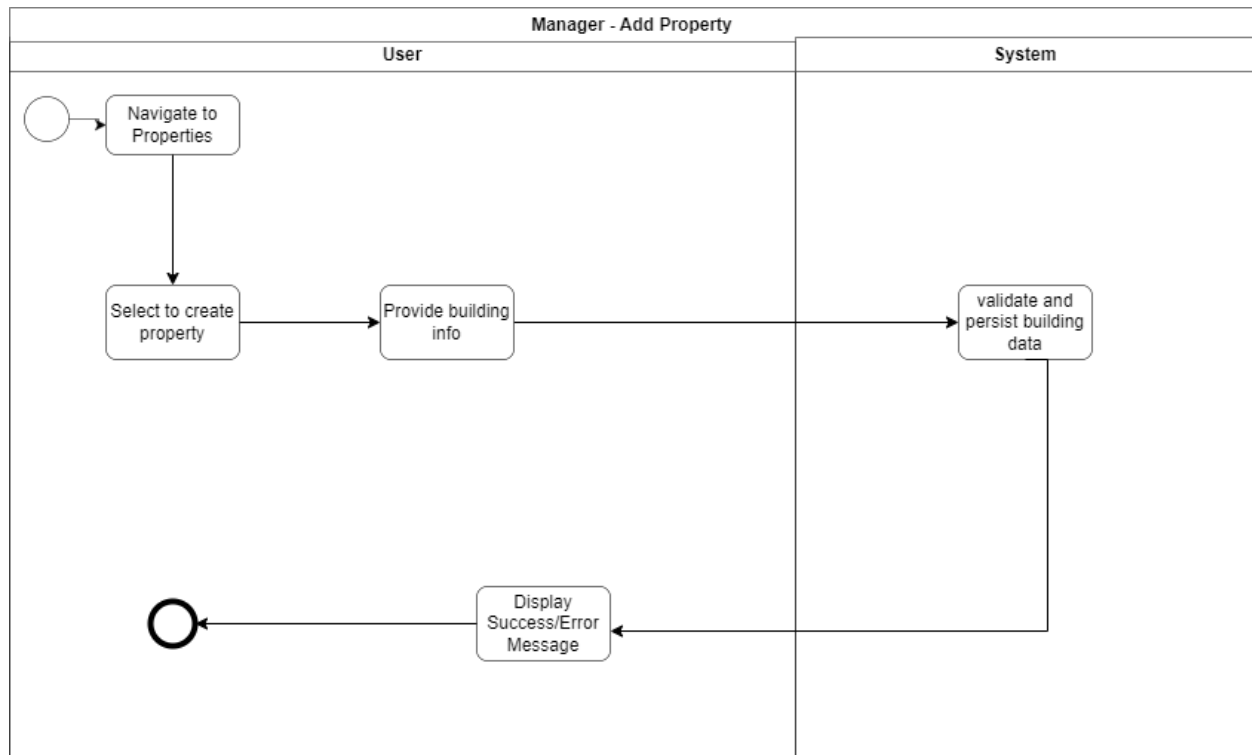 Manager - Add Property
User
System
Navigate to
Properties
Select to create
property
Provide building
info
validate and
persist building
data
Display
Success/Error
Message